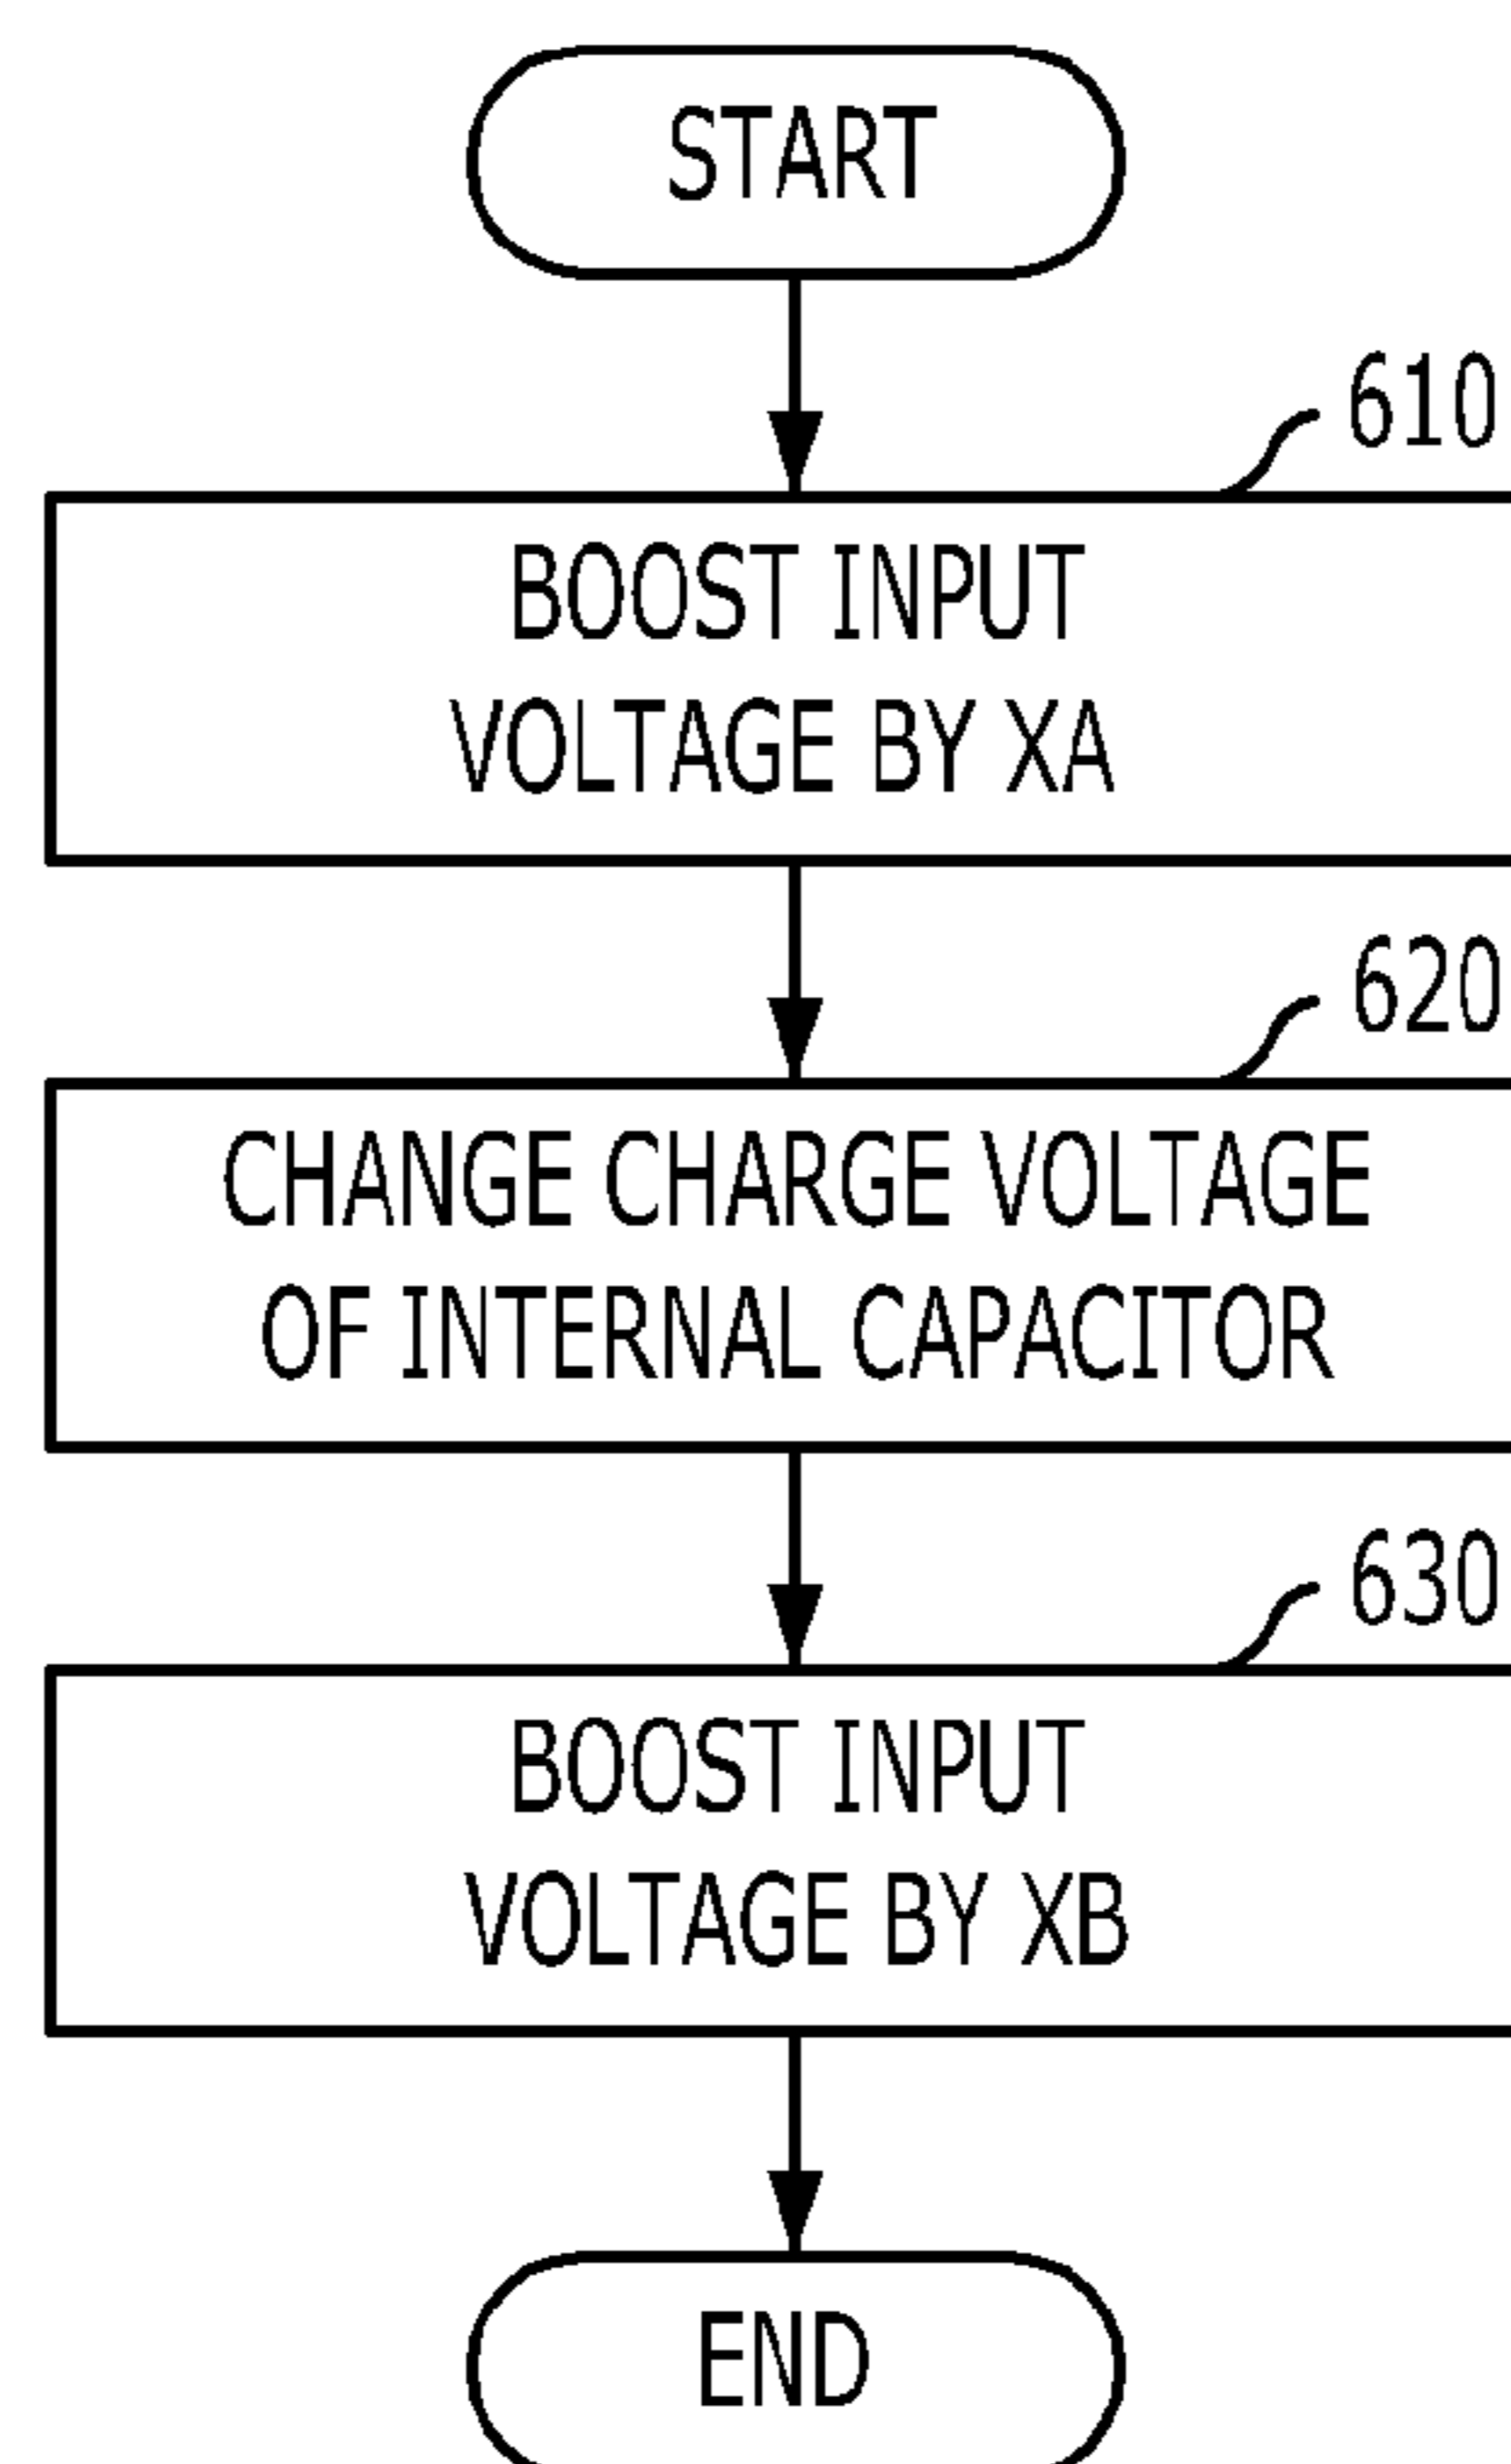 START
610
BOOST INPUT
VOLTAGE BY XA
620
CHANGE CHARGE VOLTAGE
OF INTERNAL CAPACITOR
630
BOOST INPUT
VOLTAGE BY XB
END